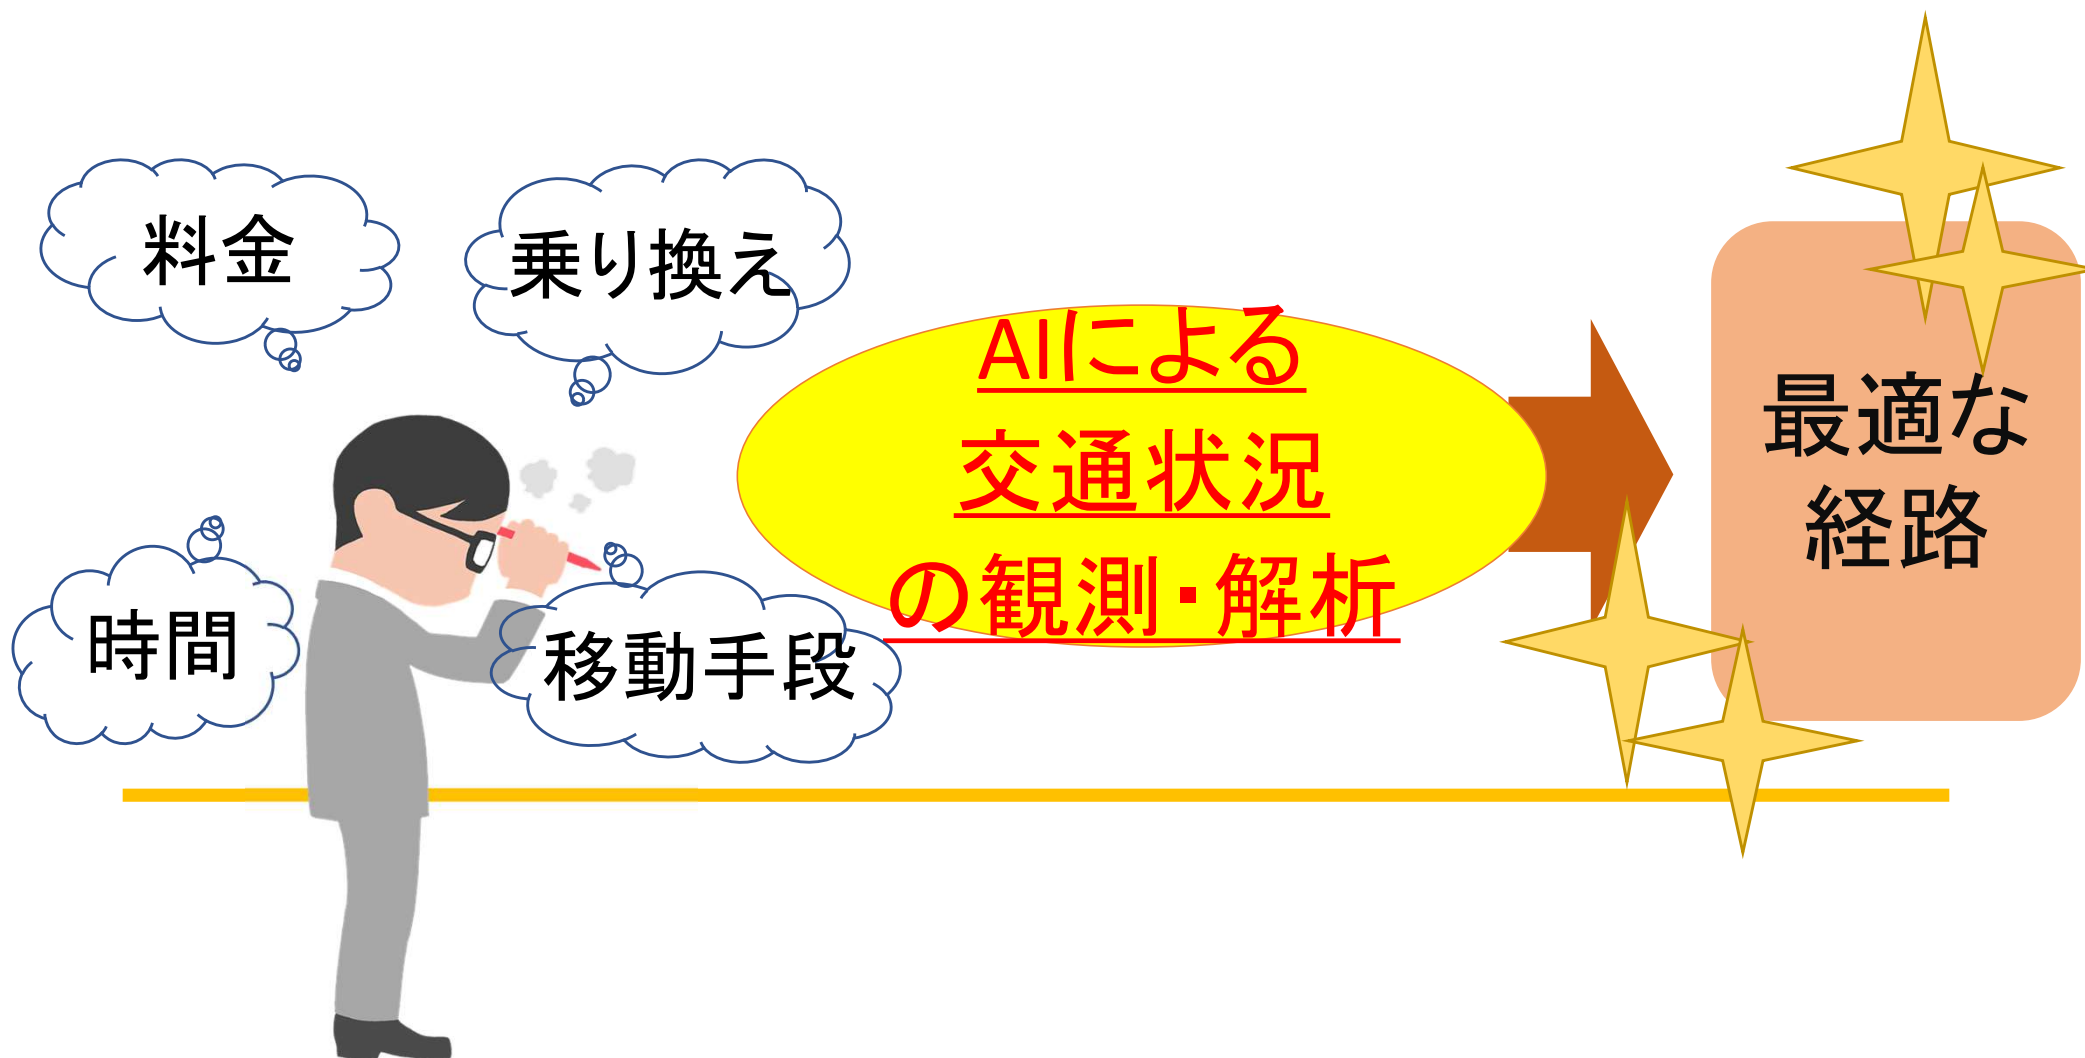 料金
乗り換え
時間
移動手段
AIによる
交通状況
の観測・解析
最適な
経路